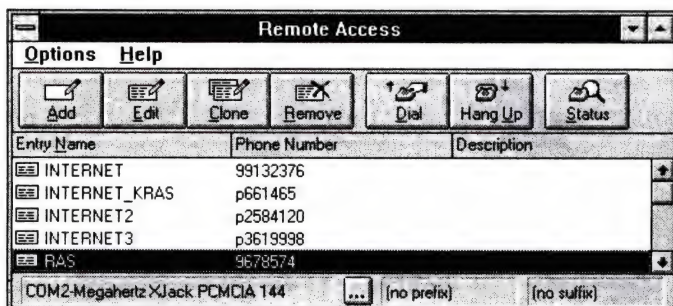 Remote Access
Options Help
Add Edit Clone Remove Dial Hang Up Status
Entry Name Phone Number Description
INTERNET 99132376
INTERNET_KRAS p661465
INTERNET2 p2584120
INTERNET3 p3619998
RAS 9678574
COM2-Megahertz XJack PCMCIA 144 ... (no prefix) (no suffix)